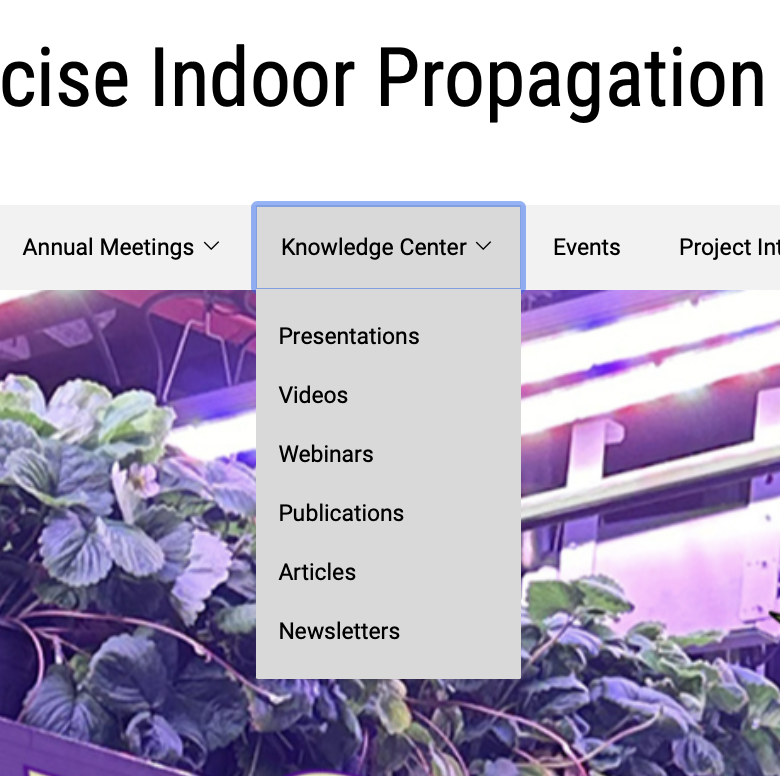 cise Indoor Propagation
Annual Meetings Knowledge Center Events Project Int
Presentations
Videos
Webinars
Publications
Articles
Newsletters